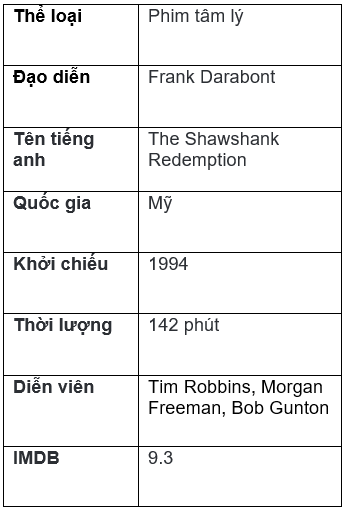 Thể loại Phim tâm lý
Đạo diễn Frank Darabont
Tên tiếng The Shawshank
anh Redemption
Quốc gia Mỹ
Khởi chiếu 1994
Thời lượng 142 phút
Diễn viên Tim Robbins, Morgan
Freeman, Bob Gunton
IMDB 9.3